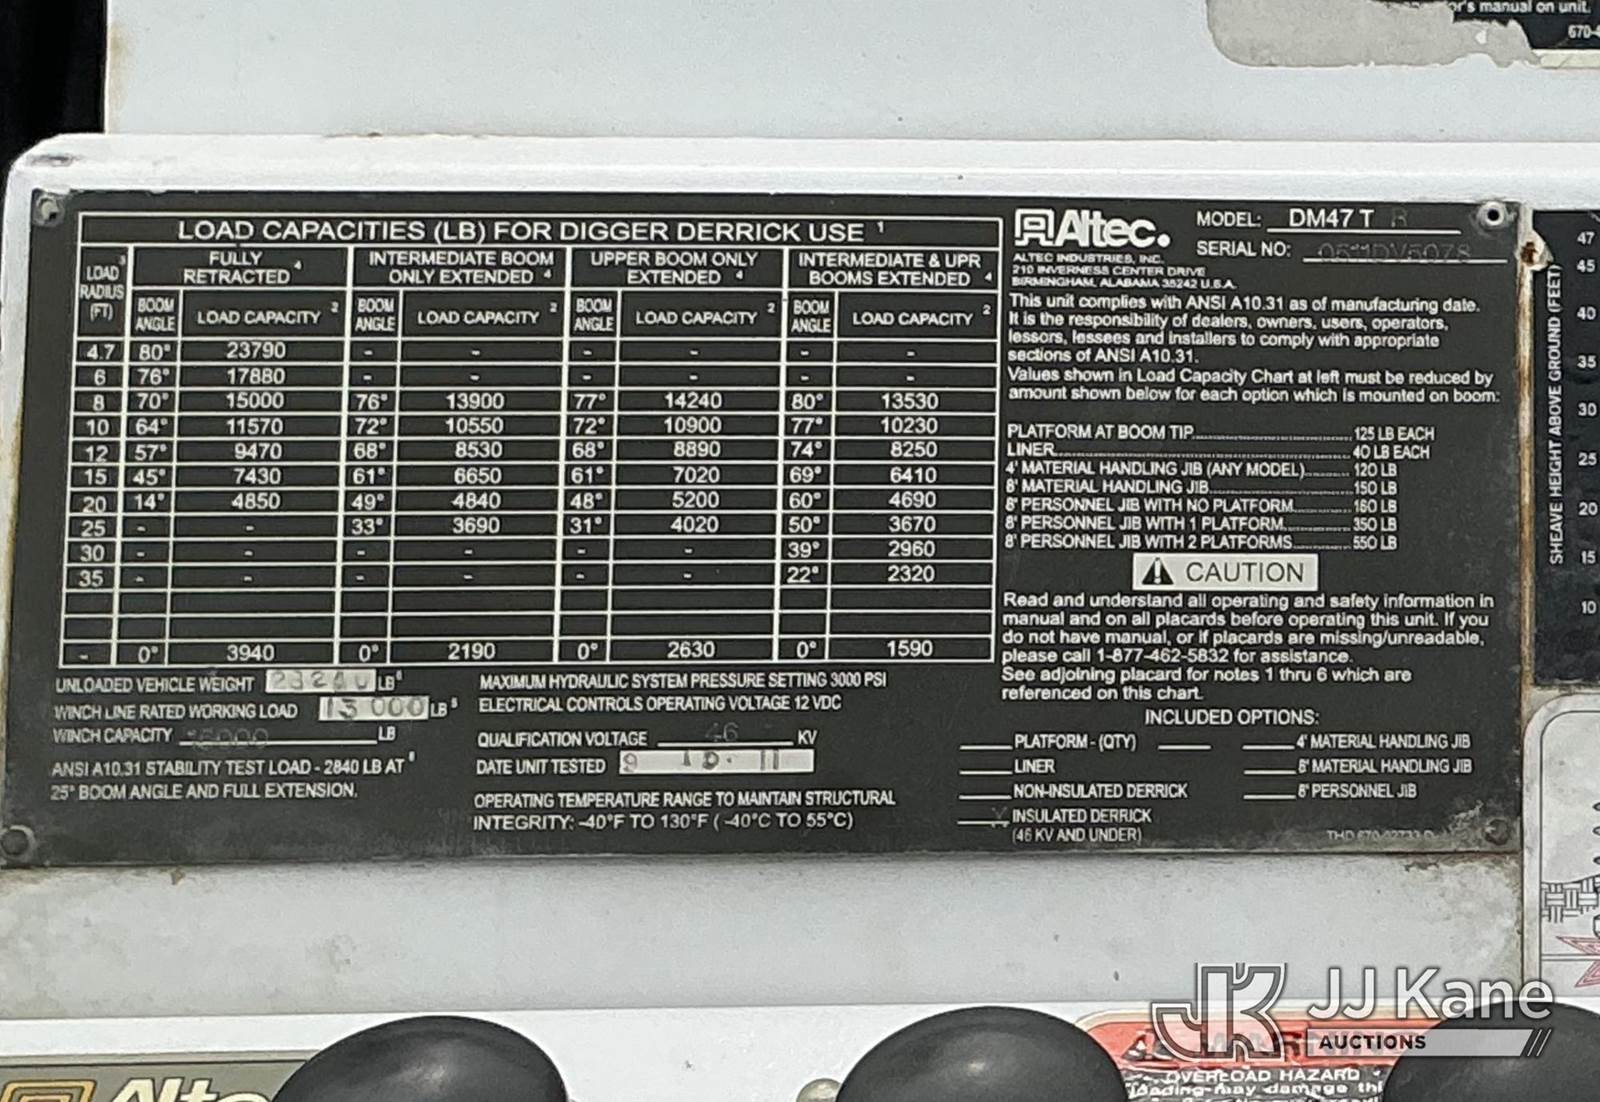 r's manual on unit.
670-4
LOAD CAPACITIES (LB) FOR DIGGER DERRICK USE 1
LOAD RADIUS (FT) 3
FULLY RETRACTED 4
INTERMEDIATE BOOM ONLY EXTENDED 4
UPPER BOOM ONLY EXTENDED 4
INTERMEDIATE & UPR BOOMS EXTENDED 4
BOOM ANGLE LOAD CAPACITY 2 BOOM ANGLE LOAD CAPACITY 2 BOOM ANGLE LOAD CAPACITY 2 BOOM ANGLE LOAD CAPACITY 2
4.7 80° 23790 - - - - - -
6 76° 17880 - - - - - -
8 70° 15000 76° 13900 77° 14240 80° 13530
10 64° 11570 72° 10550 72° 10900 77° 10230
12 57° 9470 68° 8530 68° 8890 74° 8250
15 45° 7430 61° 6650 61° 7020 69° 6410
20 14° 4850 49° 4840 48° 5200 60° 4690
25 - - 33° 3690 31° 4020 50° 3670
30 - - - - - - 39° 2960
35 - - - - - - 22° 2320
- 0° 3940 0° 2190 0° 2630 0° 1590
UNLOADED VEHICLE WEIGHT LB 6
WINCH LINE RATED WORKING LOAD 13 000 LB 5
WINCH CAPACITY LB
ANSI A10.31 STABILITY TEST LOAD - 2840 LB AT 6
25° BOOM ANGLE AND FULL EXTENSION.
MAXIMUM HYDRAULIC SYSTEM PRESSURE SETTING 3000 PSI
ELECTRICAL CONTROLS OPERATING VOLTAGE 12 VDC
QUALIFICATION VOLTAGE 46 KV
DATE UNIT TESTED 9 10. 11
OPERATING TEMPERATURE RANGE TO MAINTAIN STRUCTURAL
INTEGRITY: -40°F TO 130°F ( -40°C TO 55°C)
Altec.
MODEL: DM47 T
SERIAL NO:
ALTEC INDUSTRIES, INC.
210 INVERNESS CENTER DRIVE
BIRMINGHAM, ALABAMA 35242 U.S.A.
This unit complies with ANSI A10.31 as of manufacturing date.
It is the responsibility of dealers, owners, users, operators,
lessors, lessees and installers to comply with appropriate
sections of ANSI A10.31.
Values shown in Load Capacity Chart at left must be reduced by
amount shown below for each option which is mounted on boom:
PLATFORM AT BOOM TIP 125 LB EACH
LINER 40 LB EACH
4' MATERIAL HANDLING JIB (ANY MODEL) 120 LB
8' MATERIAL HANDLING JIB 150 LB
8' PERSONNEL JIB WITH NO PLATFORM 160 LB
8' PERSONNEL JIB WITH 1 PLATFORM 350 LB
8' PERSONNEL JIB WITH 2 PLATFORMS 550 LB
CAUTION
Read and understand all operating and safety information in
manual and on all placards before operating this unit. If you
do not have manual, or if placards are missing/unreadable,
please call 1-877-462-5832 for assistance.
See adjoining placard for notes 1 thru 6 which are
referenced on this chart.
INCLUDED OPTIONS:
PLATFORM - (QTY) 4' MATERIAL HANDLING JIB
LINER 8' MATERIAL HANDLING JIB
NON-INSULATED DERRICK 8' PERSONNEL JIB
X INSULATED DERRICK
(46 KV AND UNDER)
SHEAVE HEIGHT ABOVE GROUND (FEET)
47
45
40
35
30
25
20
15
10
JJ Kane
AUCTIONS
Alte
OVERLOAD HAZARD
loading may damage thi